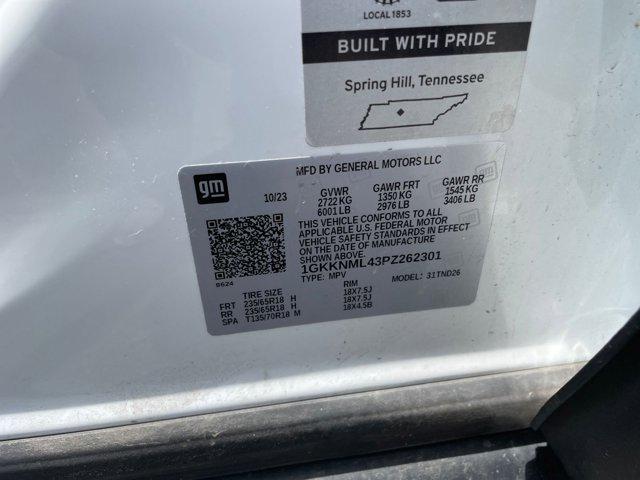 LOCAL 1853
BUILT WITH PRIDE
Spring Hill, Tennessee
MFD BY GENERAL MOTORS LLC
gm
10/23
GVWR GAWR FRT GAWR RR
2722 KG 1350 KG 1545 KG
6001 LB 2976 LB 3406 LB
THIS VEHICLE CONFORMS TO ALL
APPLICABLE U.S. FEDERAL MOTOR
VEHICLE SAFETY STANDARDS IN EFFECT
ON THE DATE OF MANUFACTURE
SHOWN ABOVE.
1GKKNML43PZ262301
TYPE: MPV MODEL: 31TND26
TIRE SIZE RIM
FRT 235/65R18 H 18X7.5J
RR 235/65R18 H 18X7.5J
SPA T135/70R18 M 18X4.5B